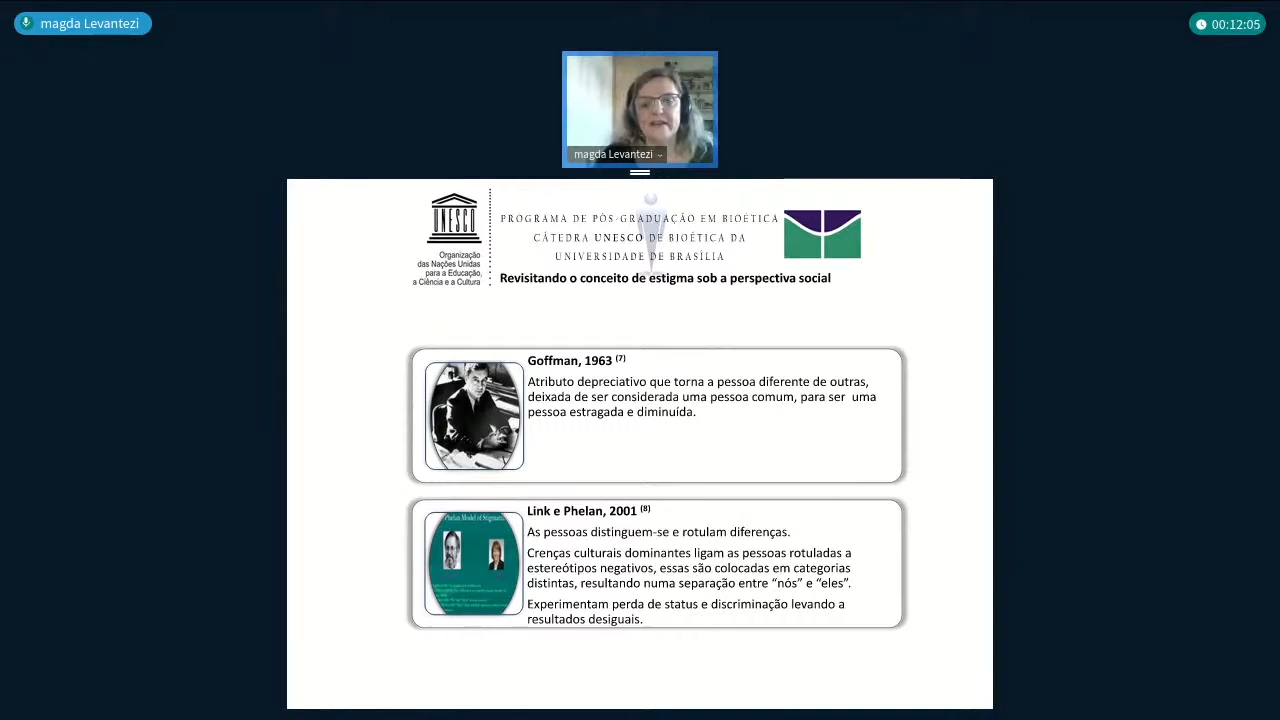 magda Levantezi
00:12:05
magda Levantezi
UNESCO
Organização
das Nações Unidas
para a Educação,
a Ciência e a Cultura
PROGRAMA DE PÓS-GRADUAÇÃO EM BIOÉTICA
CÁTEDRA UNESCO DE BIOÉTICA DA
UNIVERSIDADE DE BRASÍLIA
Revisitando o conceito de estigma sob a perspectiva social
Goffman, 1963 (7)
Atributo depreciativo que torna a pessoa diferente de outras,
deixada de ser considerada uma pessoa comum, para ser uma
pessoa estragada e diminuída.
Phelan Model of
Link e Phelan, 2001 (8)
As pessoas distinguem-se e rotulam diferenças.
Crenças culturais dominantes ligam as pessoas rotuladas a
estereótipos negativos, essas são colocadas em categorias
distintas, resultando numa separação entre “nós” e “eles”.
Experimentam perda de status e discriminação levando a
resultados desiguais.